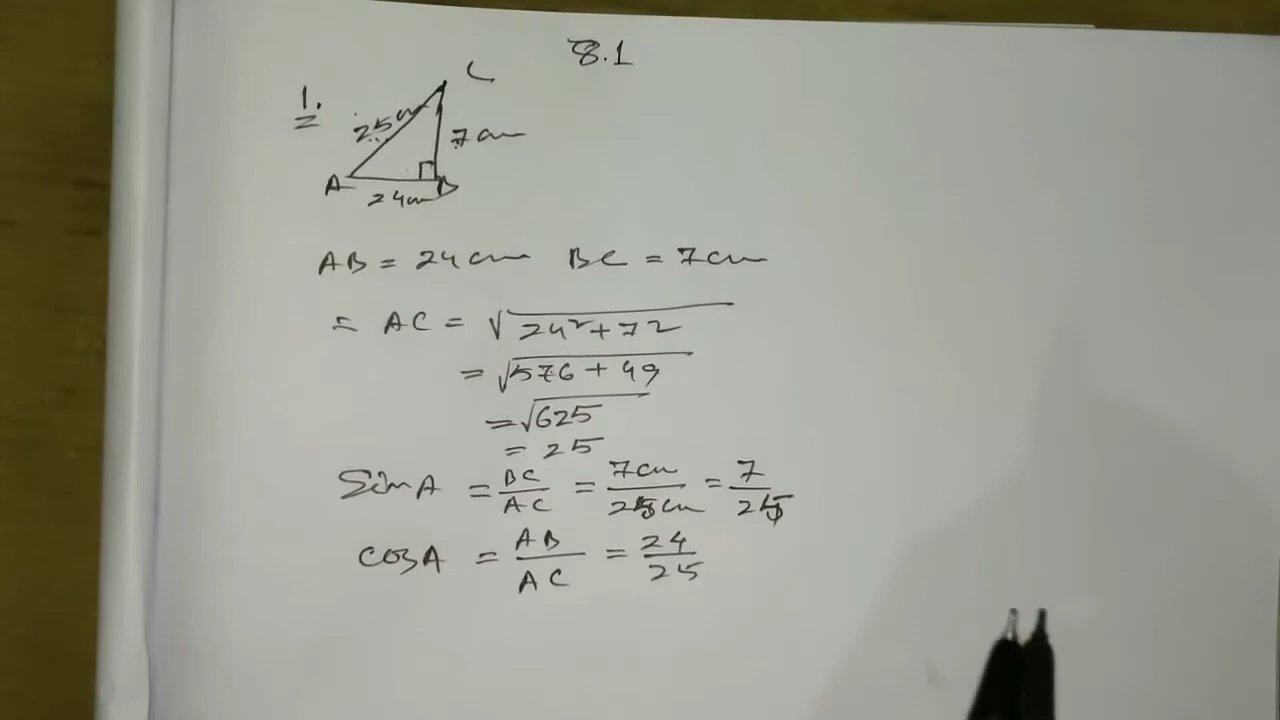 8.1
1.
C
25cm
7cm
A
24cm
B
AB = 24cm BC = 7cm
= AC = √24²+72
= √576 + 49
= √625
= 25
SinA = BC/AC = 7cm/25cm = 7/25
cosA = AB/AC = 24/25